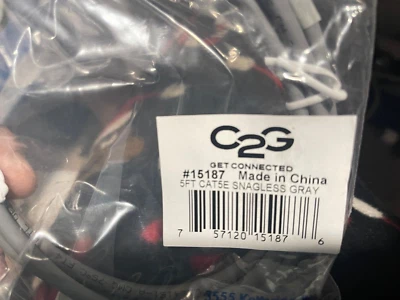 C2G
GET CONNECTED
#15187 Made in China
5FT CAT5E SNAGLESS GRAY
7 57120 15187 6